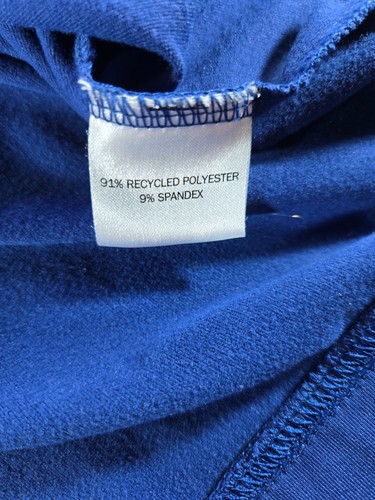 91% RECYCLED POLYESTER
9% SPANDEX